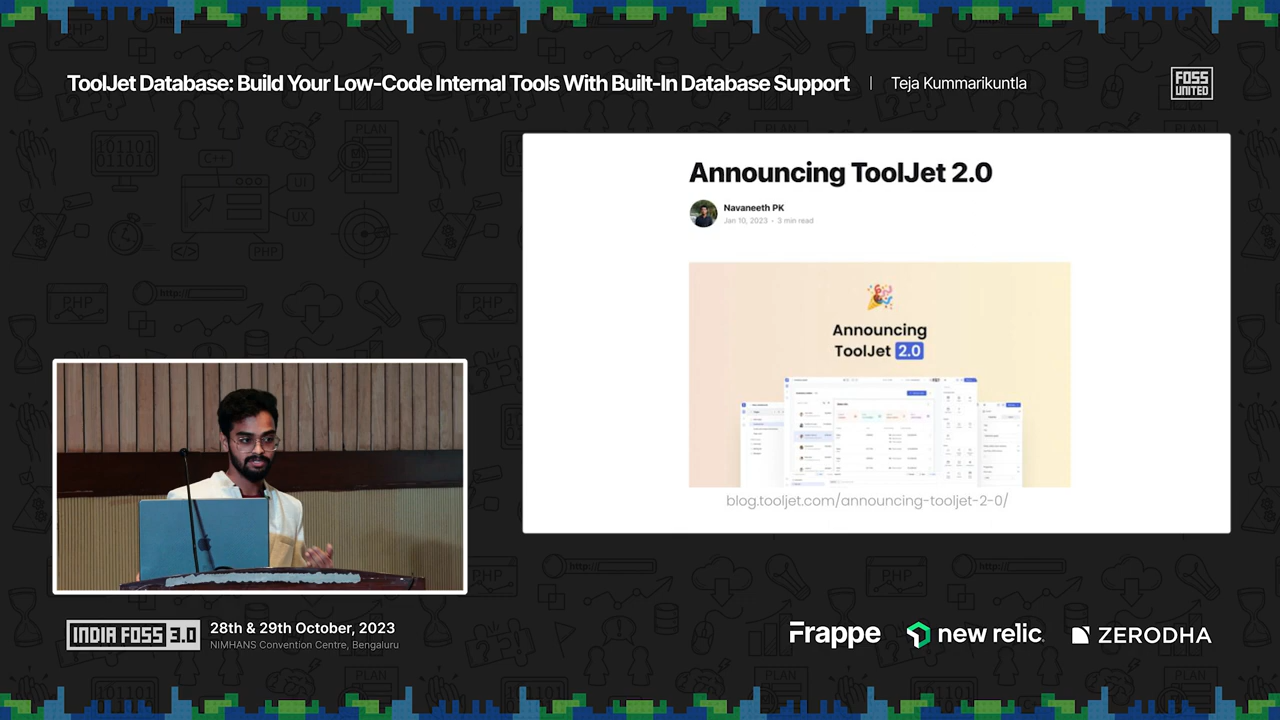 ToolJet Database: Build Your Low-Code Internal Tools With Built-In Database Support | Teja Kummarikuntla
FOSS
UNITED
Announcing ToolJet 2.0
Navaneeth PK
Jan 10, 2023 • 3 min read
Announcing
ToolJet 2.0
blog.tooljet.com/announcing-tooljet-2-0/
INDIA FOSS 3.0
28th & 29th October, 2023
NIMHANS Convention Centre, Bengaluru
Frappe
new relic
ZERODHA